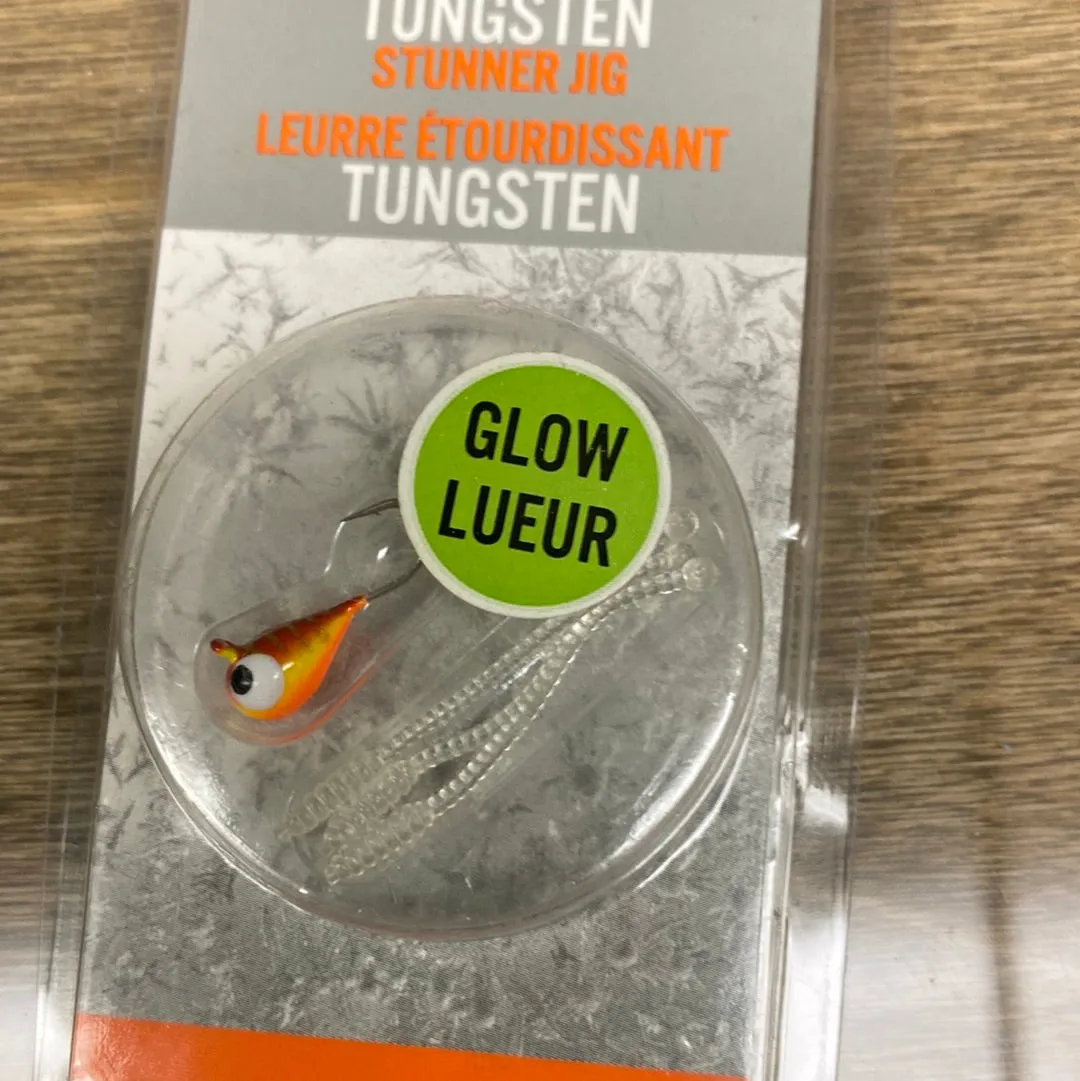 TUNGSTEN
STUNNER JIG
LEURRE ÉTOURDISSANT
TUNGSTEN
GLOW
LUEUR